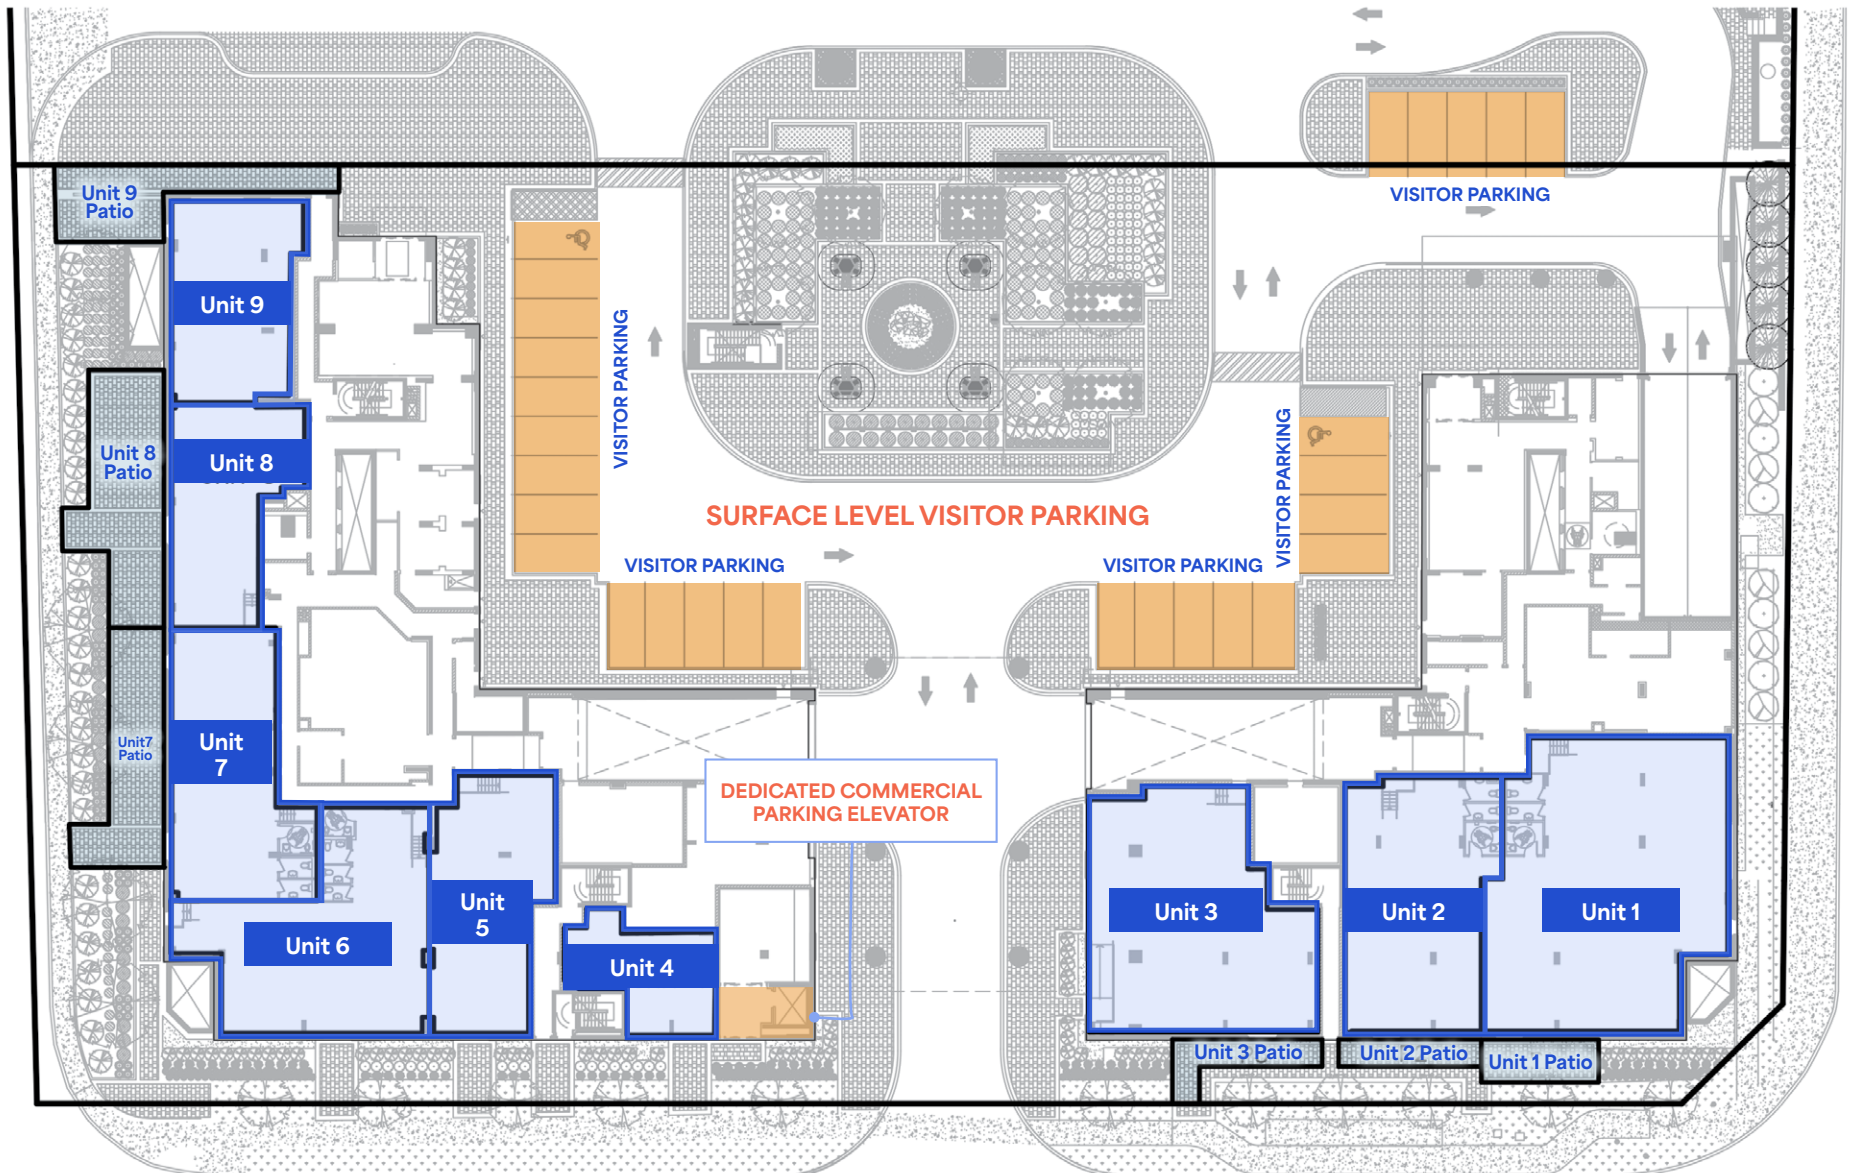 Unit 9
Patio
VISITOR PARKING
Unit 9
VISITOR PARKING
Unit 8
Patio
Unit 8
VISITOR PARKING
SURFACE LEVEL VISITOR PARKING
VISITOR PARKING
VISITOR PARKING
Unit7
Patio
Unit
7
DEDICATED COMMERCIAL
PARKING ELEVATOR
Unit
5
Unit 6
Unit 4
Unit 3
Unit 2
Unit 1
Unit 3 Patio
Unit 2 Patio
Unit 1 Patio